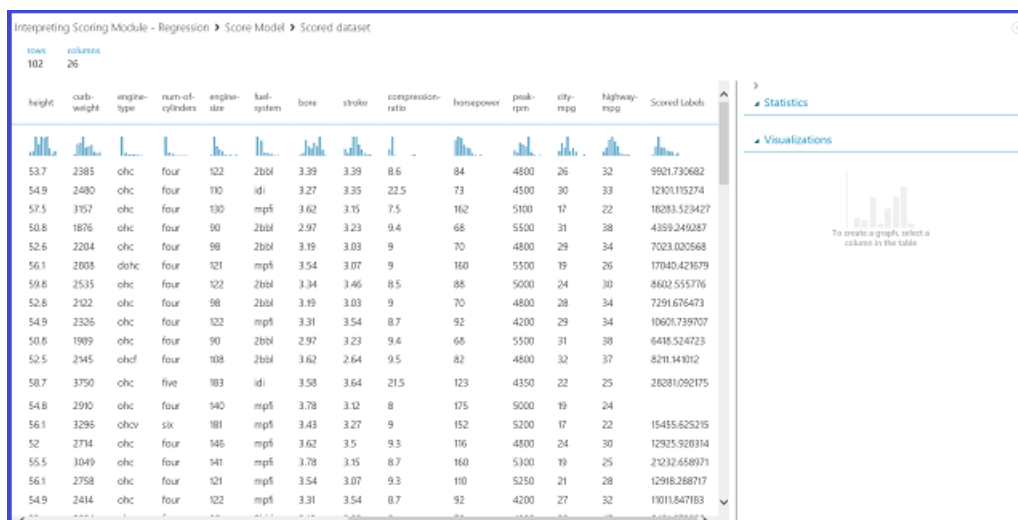 Interpreting Scoring Module - Regression › Score Model › Scored dataset
rows columns
102 26
height curb-weight engine-type num-of-cylinders engine-size fuel-system bore stroke compression-ratio horsepower peak-rpm city-mpg highway-mpg Scored Labels
53.7 2385 ohc four 122 2bbl 3.39 3.39 8.6 84 4800 26 32 9921.730682
54.9 2480 ohc four 110 idi 3.27 3.35 22.5 73 4500 30 33 12101.115274
57.5 3157 ohc four 130 mpfi 3.62 3.15 7.5 162 5100 17 22 18283.523427
50.8 1876 ohc four 90 2bbl 2.97 3.23 9.4 68 5500 31 38 4359.249287
52.6 2204 ohc four 98 2bbl 3.19 3.03 9 70 4800 29 34 7023.020568
56.1 2808 dohc four 121 mpfi 3.54 3.07 9 160 5500 19 26 17040.421679
59.8 2535 ohc four 122 2bbl 3.34 3.46 8.5 88 5000 24 30 8602.555776
52.8 2122 ohc four 98 2bbl 3.19 3.03 9 70 4800 28 34 7291.676473
54.9 2326 ohc four 122 mpfi 3.31 3.54 8.7 92 4200 29 34 10601.739707
50.8 1989 ohc four 90 2bbl 2.97 3.23 9.4 68 5500 31 38 6418.524723
52.5 2145 ohcf four 108 2bbl 3.62 2.64 9.5 82 4800 32 37 8211.141012
58.7 3750 ohc five 183 idi 3.58 3.64 21.5 123 4350 22 25 28281.092175
54.8 2910 ohc four 140 mpfi 3.78 3.12 8 175 5000 19 24
56.1 3296 ohcv six 181 mpfi 3.43 3.27 9 152 5200 17 22 15455.625215
52 2714 ohc four 146 mpfi 3.62 3.5 9.3 116 4800 24 30 12925.928314
55.5 3049 ohc four 141 mpfi 3.78 3.15 8.7 160 5300 19 25 21232.658971
56.1 2758 ohc four 121 mpfi 3.54 3.07 9.3 110 5250 21 28 12918.288717
54.9 2414 ohc four 122 mpfi 3.31 3.54 8.7 92 4200 27 32 11011.847183
Statistics
Visualizations
To create a graph, select a
column in the table